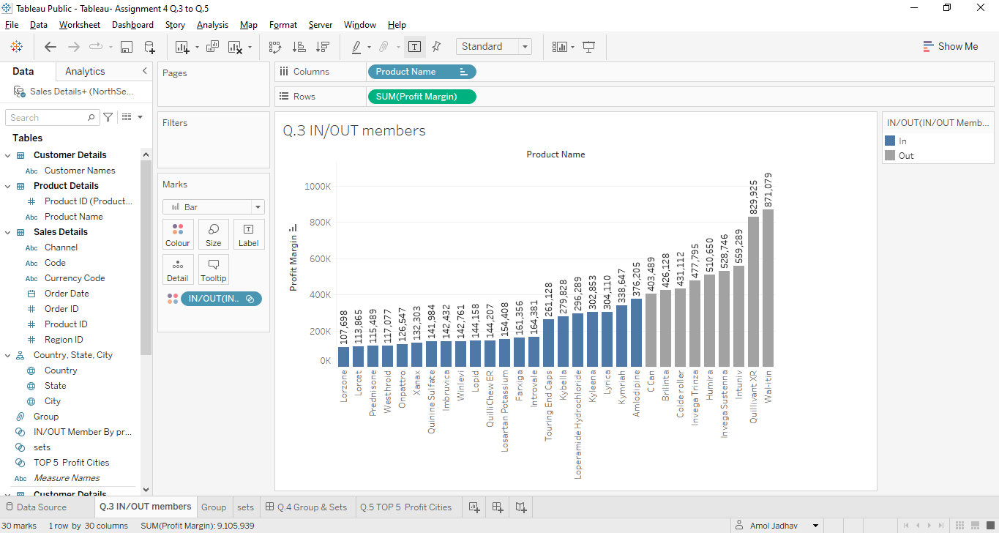 Tableau Public - Tableau- Assignment 4 Q.3 to Q.5
File Data Worksheet Dashboard Story Analysis Map Format Server Window Help
Standard
Show Me
Data Analytics
Sales Details+ (NorthSe...
Search
Tables
Customer Details
Abc Customer Names
Product Details
Product ID (Product...
Abc Product Name
Sales Details
Abc Channel
Abc Code
Abc Currency Code
Order Date
Order ID
Product ID
Region ID
Country, State, City
Country
State
City
Group
IN/OUT Member By pr...
sets
TOP 5 Profit Cities
Abc Measure Names
Customer Details
Pages
Filters
Marks
Bar
Colour Size Label
Detail Tooltip
IN/OUT(IN..
Columns Product Name
Rows SUM(Profit Margin)
Q.3 IN/OUT members
Product Name
Profit Margin
1000K
800K
600K
400K
200K
0K
107,698
113,865
115,489
117,077
126,547
132,303
141,984
142,432
142,761
144,158
144,207
154,408
161,356
164,381
261,128
279,828
296,289
302,853
304,110
338,647
376,205
403,489
426,128
431,112
477,795
510,650
528,746
559,289
829,925
871,079
Lorzone
Lorcet
Prednisone
Westhroid
Onpattro
Xanax
Quinine Sulfate
Imbruvica
Winlevi
Lopid
QuilliChew ER
Losartan Potassium
Farxiga
Introvale
Touring End Caps
Kybella
Loperamide Hydrochloride
Kyleena
Lyrica
Kymriah
Amlodipine
C Can
Brilinta
Colde roller
Invega Trinza
Humira
Invega Sustenna
Intuniv
Quillivant XR
Wal-itin
IN/OUT(IN/OUT Memb...
In
Out
Data Source Q.3 IN/OUT members Group sets Q.4 Group & Sets Q.5 TOP 5 Profit Cities
30 marks 1 row by 30 columns SUM(Profit Margin): 9,105,939 Amol Jadhav